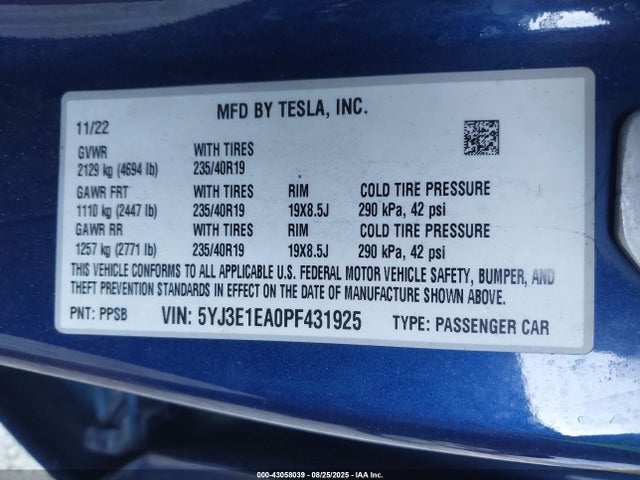 MFD BY TESLA, INC.
11/22
GVWR WITH TIRES
2129 kg (4694 lb) 235/40R19
GAWR FRT WITH TIRES RIM COLD TIRE PRESSURE
1110 kg (2447 lb) 235/40R19 19X8.5J 290 kPa, 42 psi
GAWR RR WITH TIRES RIM COLD TIRE PRESSURE
1257 kg (2771 lb) 235/40R19 19X8.5J 290 kPa, 42 psi
THIS VEHICLE CONFORMS TO ALL APPLICABLE U.S. FEDERAL MOTOR VEHICLE SAFETY, BUMPER, AND
THEFT PREVENTION STANDARDS IN EFFECT ON THE DATE OF MANUFACTURE SHOWN ABOVE.
PNT: PPSB VIN: 5YJ3E1EA0PF431925 TYPE: PASSENGER CAR
000-43058039 - 08/25/2025 - IAA Inc.